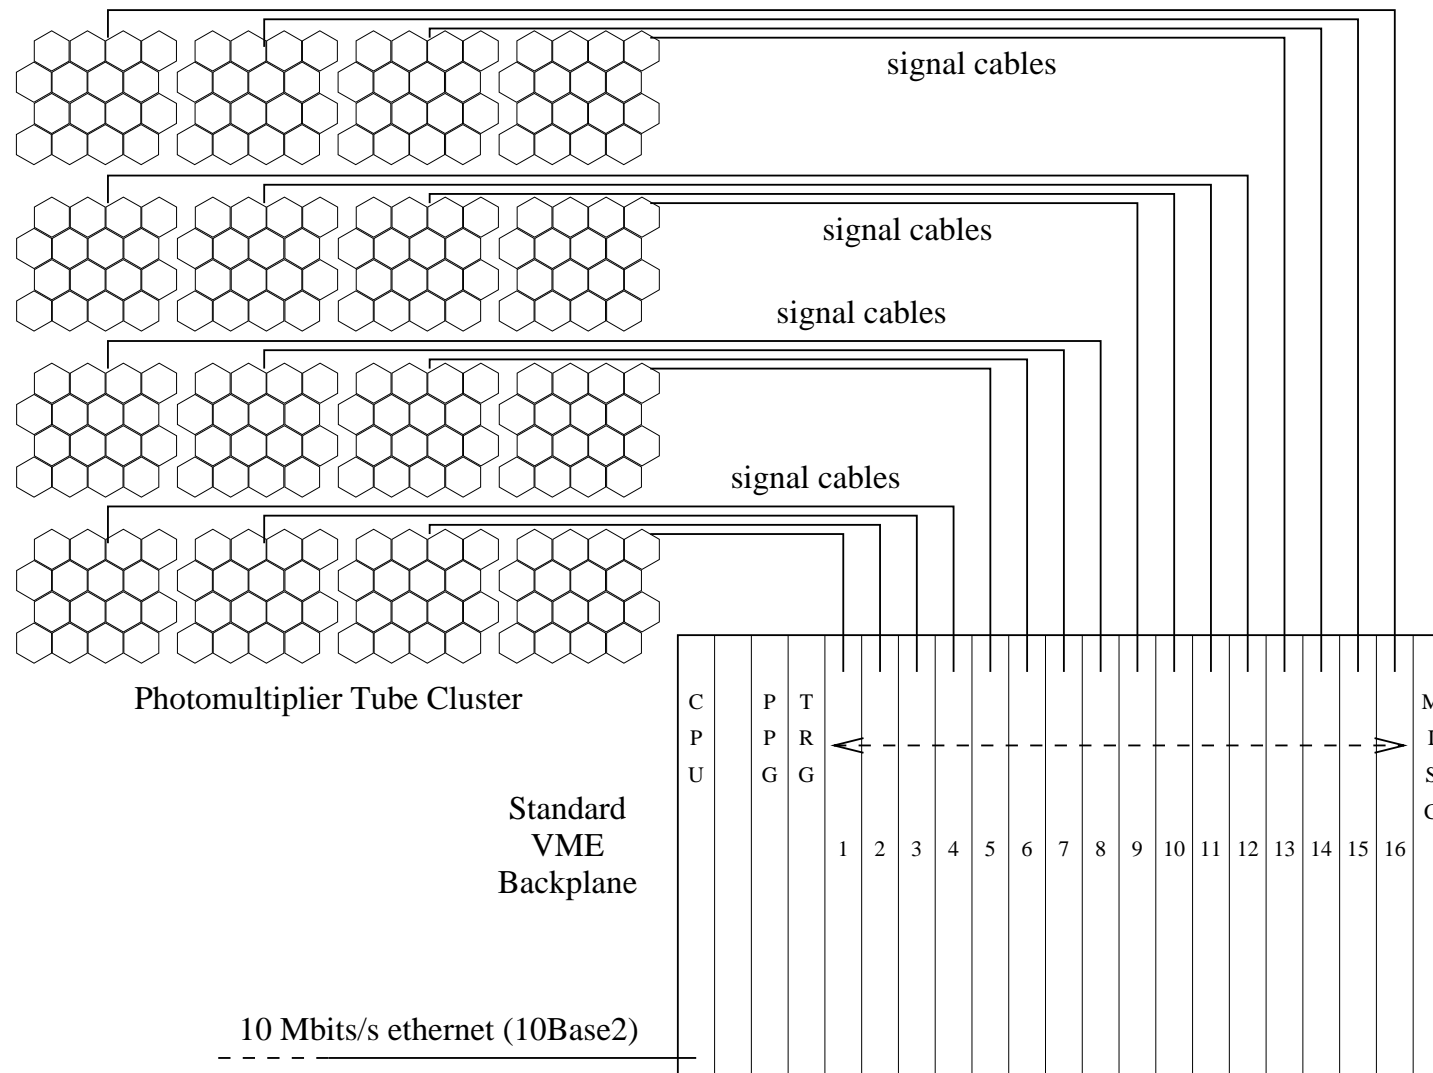 signal cables
signal cables
signal cables
signal cables
Photomultiplier Tube Cluster
C P P T M
P P R I
U G G S
Standard
VME
Backplane
1 2 3 4 5 6 7 8 9 10 11 12 13 14 15 16
10 Mbits/s ethernet (10Base2)